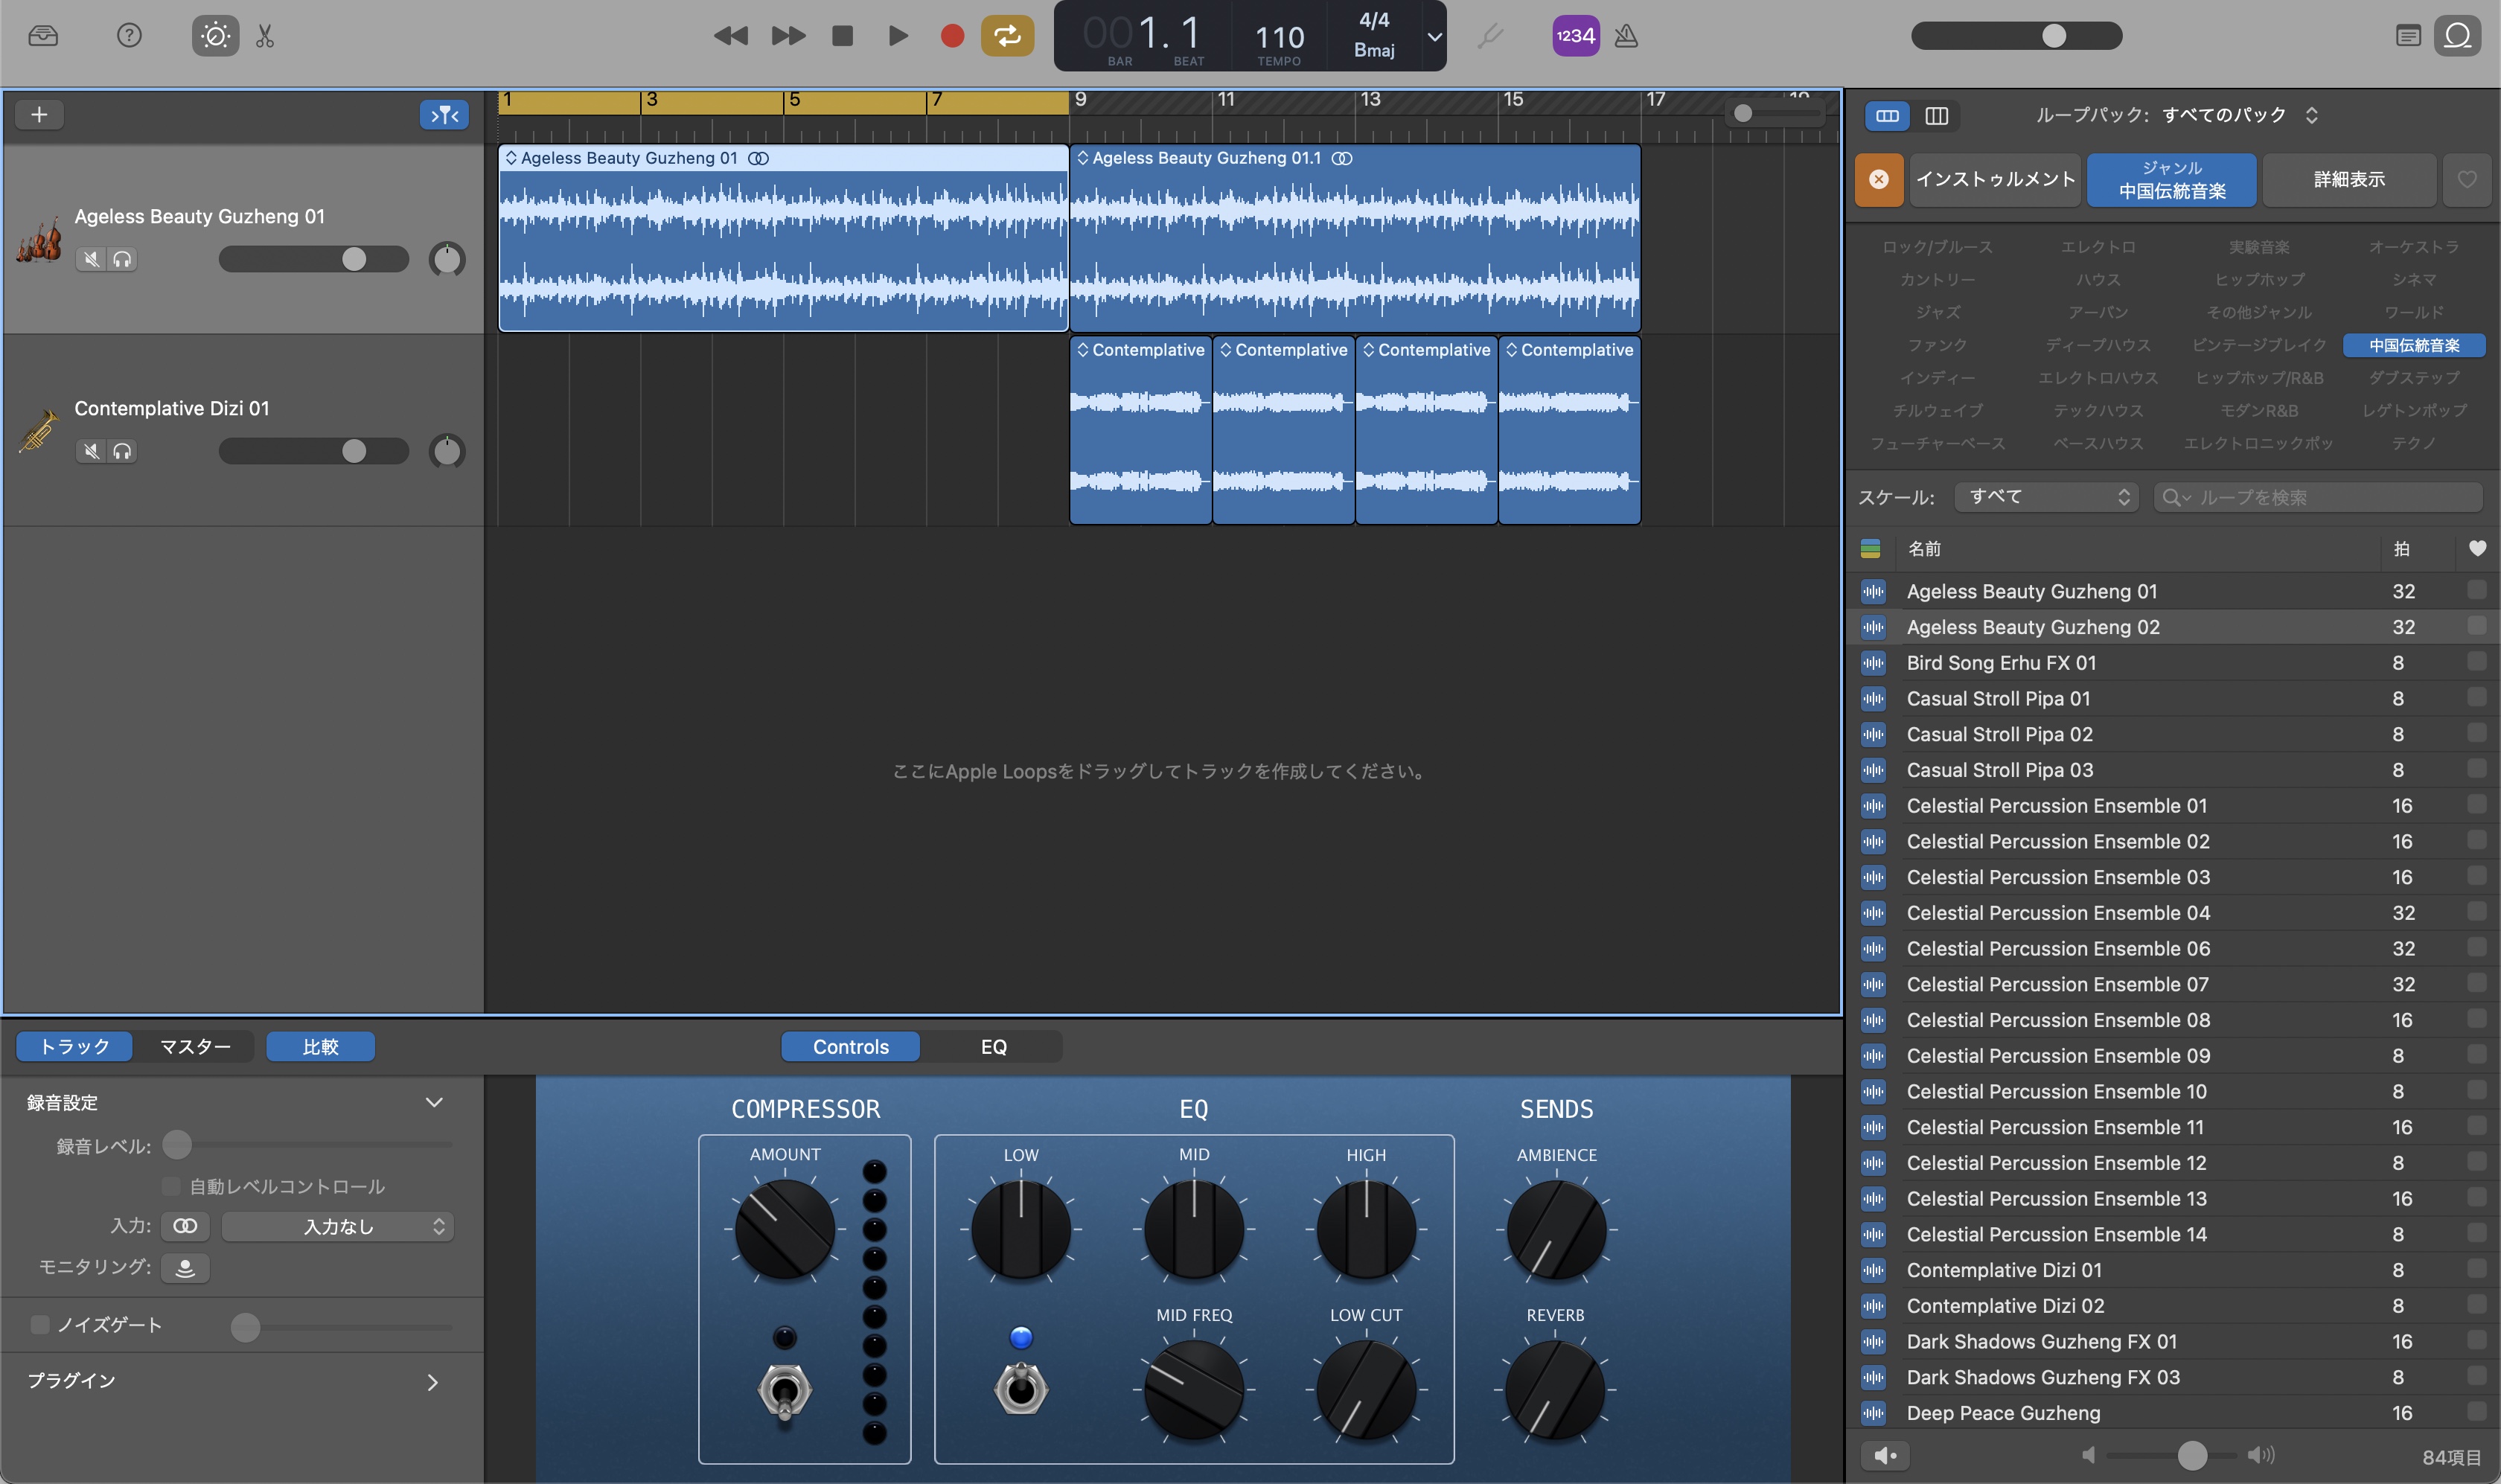 001. 1
BAR BEAT
110
TEMPO
4/4
Bmaj
1234
1 3 5 7 9 11 13 15 17
ループパック: すべてのパック
インストゥルメント
ジャンル
中国伝統音楽
詳細表示
Ageless Beauty Guzheng 01
Ageless Beauty Guzheng 01
Ageless Beauty Guzheng 01.1
Contemplative Dizi 01
Contemplative
Contemplative
Contemplative
Contemplative
ここにApple Loopsをドラッグしてトラックを作成してください。
ロック/ブルース エレクトロ 実験音楽 オーケストラ
カントリー ハウス ヒップホップ シネマ
ジャズ アーバン その他ジャンル ワールド
ファンク ディープハウス ビンテージブレイク 中国伝統音楽
インディー エレクトロハウス ヒップホップ/R&B ダブステップ
チルウェイブ テックハウス モダンR&B レゲトンポップ
フューチャーベース ベースハウス エレクトロニックポッ テクノ
スケール: すべて ループを検索
名前 拍
Ageless Beauty Guzheng 01 32
Ageless Beauty Guzheng 02 32
Bird Song Erhu FX 01 8
Casual Stroll Pipa 01 8
Casual Stroll Pipa 02 8
Casual Stroll Pipa 03 8
Celestial Percussion Ensemble 01 16
Celestial Percussion Ensemble 02 16
Celestial Percussion Ensemble 03 16
Celestial Percussion Ensemble 04 32
Celestial Percussion Ensemble 06 32
Celestial Percussion Ensemble 07 32
Celestial Percussion Ensemble 08 16
Celestial Percussion Ensemble 09 8
Celestial Percussion Ensemble 10 8
Celestial Percussion Ensemble 11 16
Celestial Percussion Ensemble 12 8
Celestial Percussion Ensemble 13 16
Celestial Percussion Ensemble 14 8
Contemplative Dizi 01 8
Contemplative Dizi 02 8
Dark Shadows Guzheng FX 01 16
Dark Shadows Guzheng FX 03 8
Deep Peace Guzheng 16
84項目
トラック マスター 比較
Controls EQ
録音設定
録音レベル:
自動レベルコントロール
入力: 入力なし
モニタリング:
ノイズゲート
プラグイン
COMPRESSOR EQ SENDS
AMOUNT LOW MID HIGH AMBIENCE
MID FREQ LOW CUT REVERB